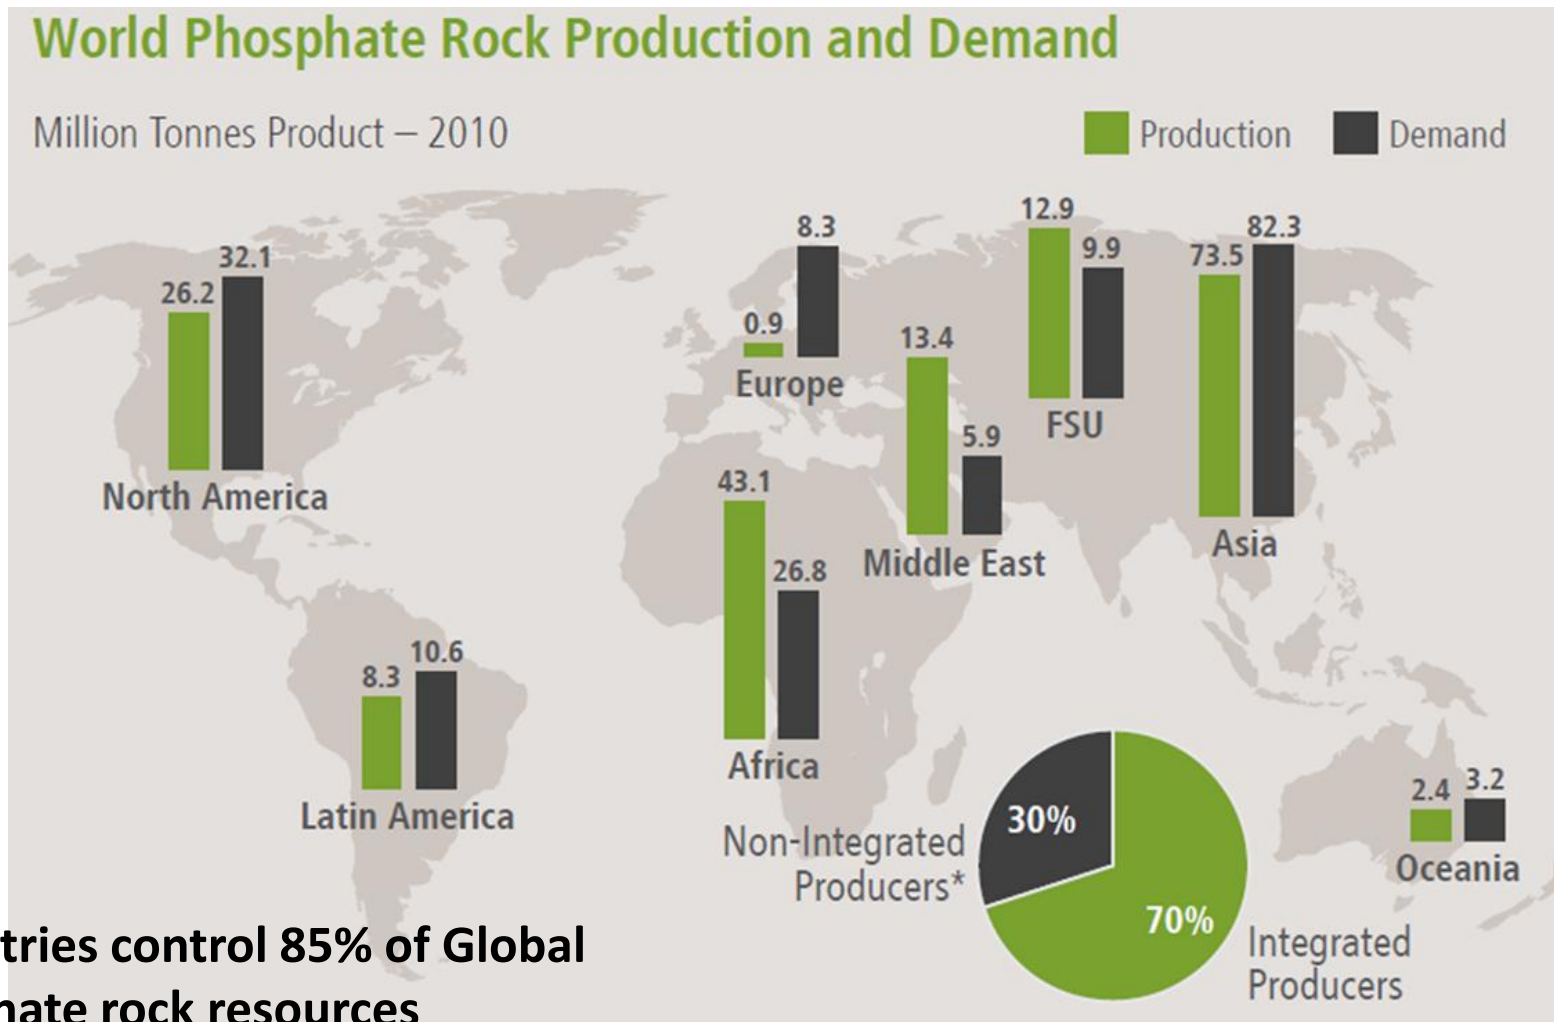 World Phosphate Rock Production and Demand
Million Tonnes Product – 2010
Production
Demand
26.2
32.1
North America
8.3
10.6
Latin America
0.9
8.3
Europe
43.1
26.8
Africa
13.4
5.9
Middle East
12.9
9.9
FSU
73.5
82.3
Asia
2.4
3.2
Oceania
30%
Non-Integrated
Producers*
70%
Integrated
Producers
control 85% of Global
rock resources